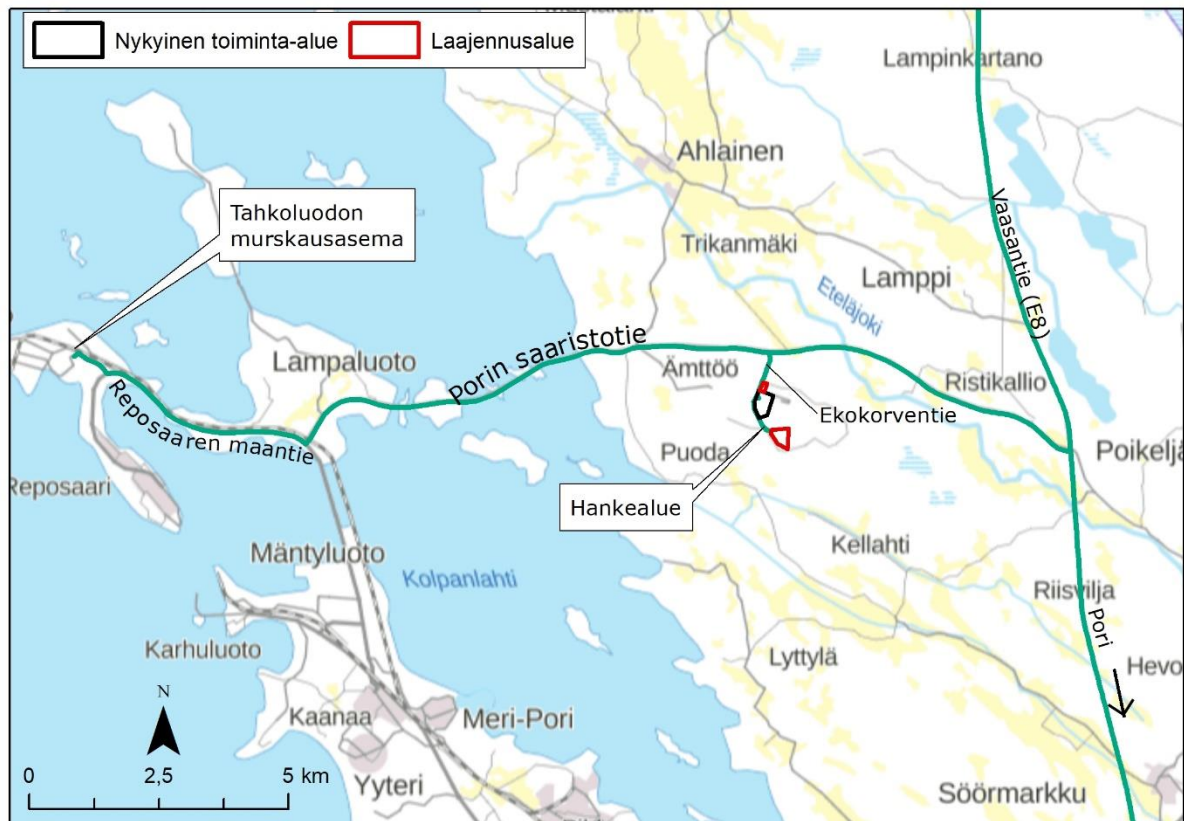 Nykyinen toiminta-alue
Laajennusalue
Lampinkartano
Ahlainen
Tahkoluodon
murskausasema
Trikanmäki
Vaasantie (E8)
Lamppi
Eteläjoki
Porin saaristotie
Lampaluoto
Ämttöö
Ristikallio
Ekokorventie
Reposaaren maantie
Puoda
Poikeljä
Reposaari
Hankealue
Mäntyluoto
Kellahti
Kolpanlahti
Riisvilja
Pori
Karhuluoto
Lyttylä
Hevo
N
Kaanaa
Meri-Pori
0 2,5 5 km
Yyteri
Söörmarkku